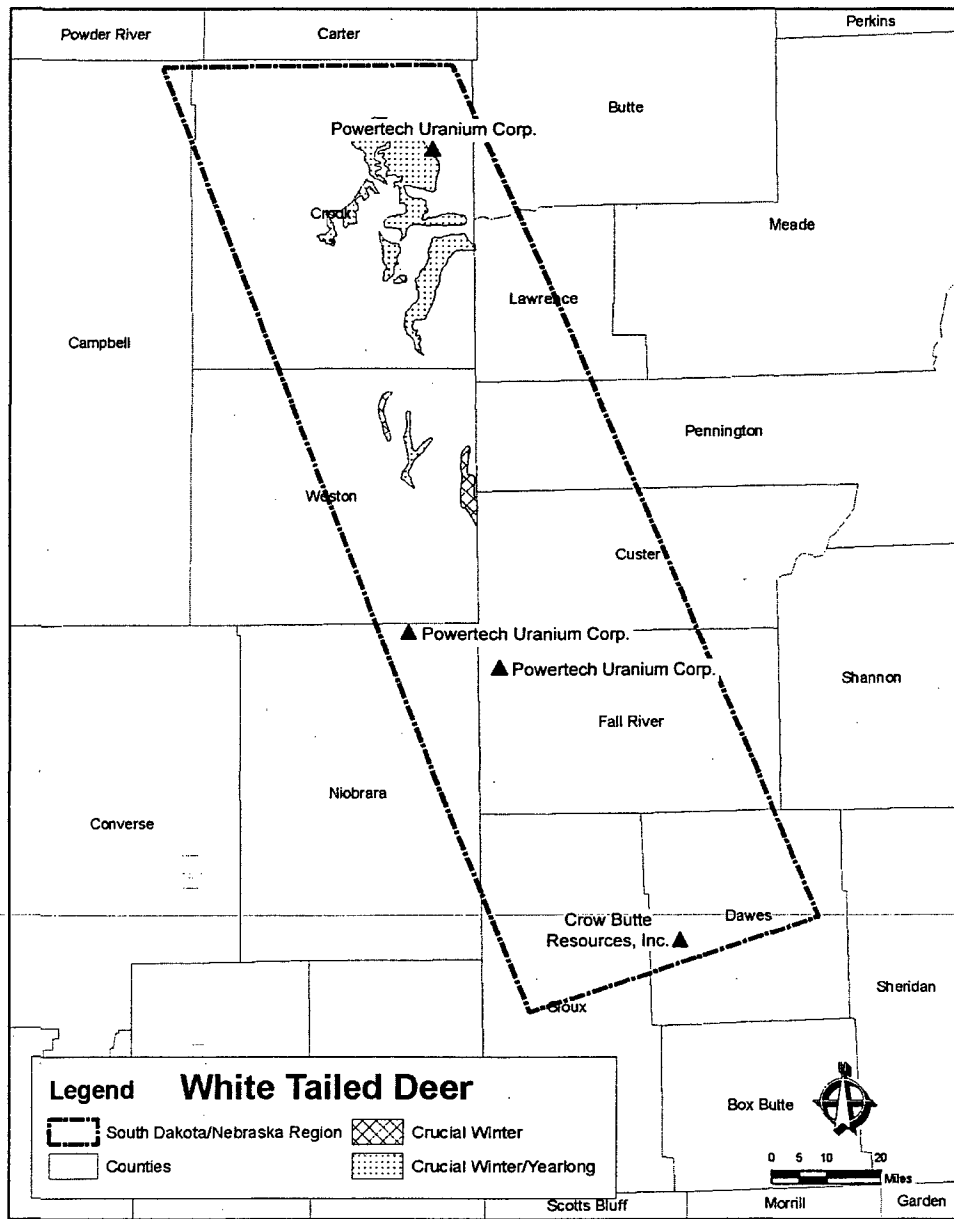 Powder River
Carter
Perkins
Butte
Powertech Uranium Corp.
Crook
Meade
Lawrence
Campbell
Pennington
Weston
Custer
Powertech Uranium Corp.
Powertech Uranium Corp.
Shannon
Fall River
Niobrara
Converse
Crow Butte
Resources, Inc.
Dawes
Sheridan
Sioux
Legend White Tailed Deer
South Dakota/Nebraska Region
Crucial Winter
Counties
Crucial Winter/Yearlong
Box Butte
N
0 5 10 20
Miles
Scotts Bluff
Morrill
Garden